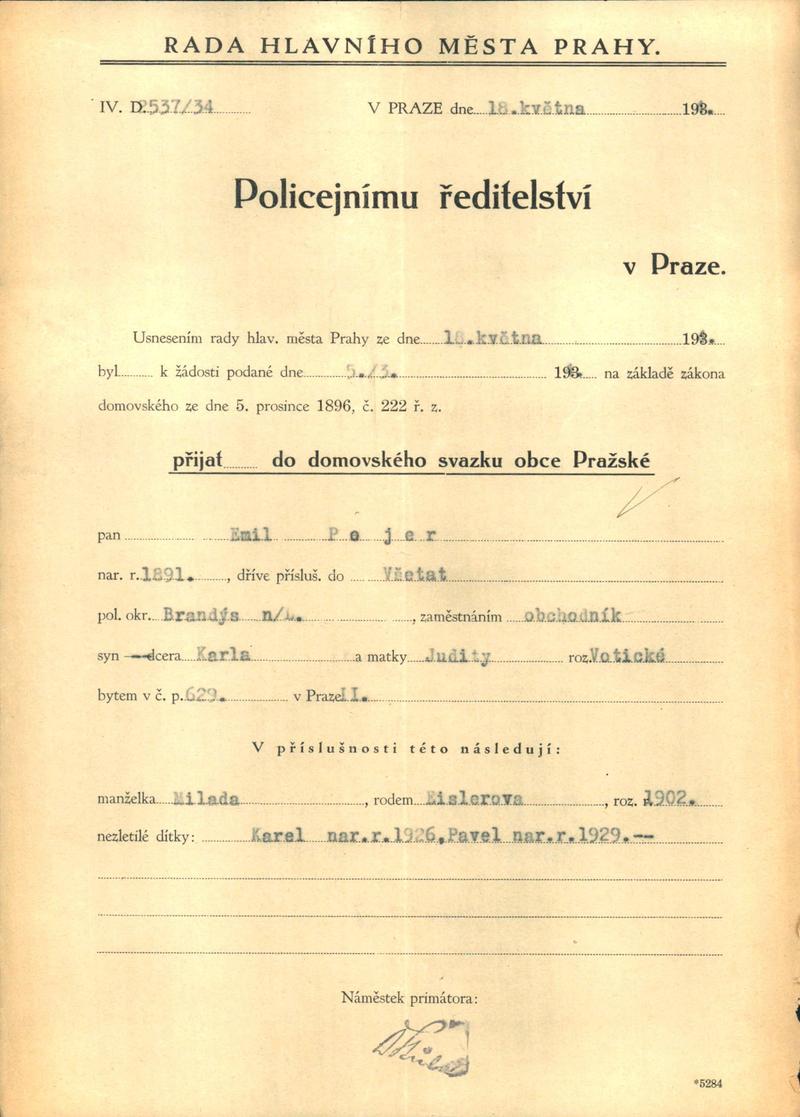 RADA HLAVNÍHO MĚSTA PRAHY.
IV. D.2537/34 V PRAZE dne 18.května 193
Policejnímu ředitelství
v Praze.
Usnesením rady hlav. města Prahy ze dne 18.května 193
byl k žádosti podané dne 5./3. 193 na základě zákona
domovského ze dne 5. prosince 1896, č. 222 ř. z.
přijat do domovského svazku obce Pražské
pan Emil Pojer
nar. r. 1891., dříve přísluš. do Všetat
pol. okr. Brandýs n/L., zaměstnáním obchodník
syn — dcera Karla a matky Judity roz. Votické
bytem v č. p. 629. v Praze II.
V příslušnosti této následují:
manželka Milada, rodem Eislerova, roz. 1902.
nezletilé dítky: Karel nar.r.1926,Pavel nar.r.1929.—
Náměstek primátora:
*5284